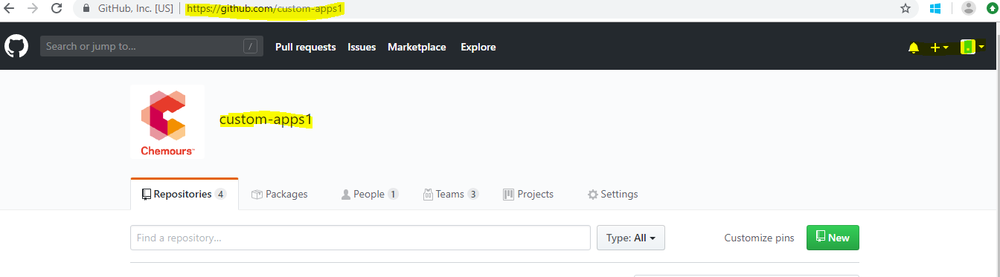 GitHub, Inc. [US] | https://github.com/custom-apps1
Search or jump to... / Pull requests Issues Marketplace Explore
custom-apps1
Chemours™
Repositories 4 Packages People 1 Teams 3 Projects Settings
Find a repository... Type: All Customize pins New